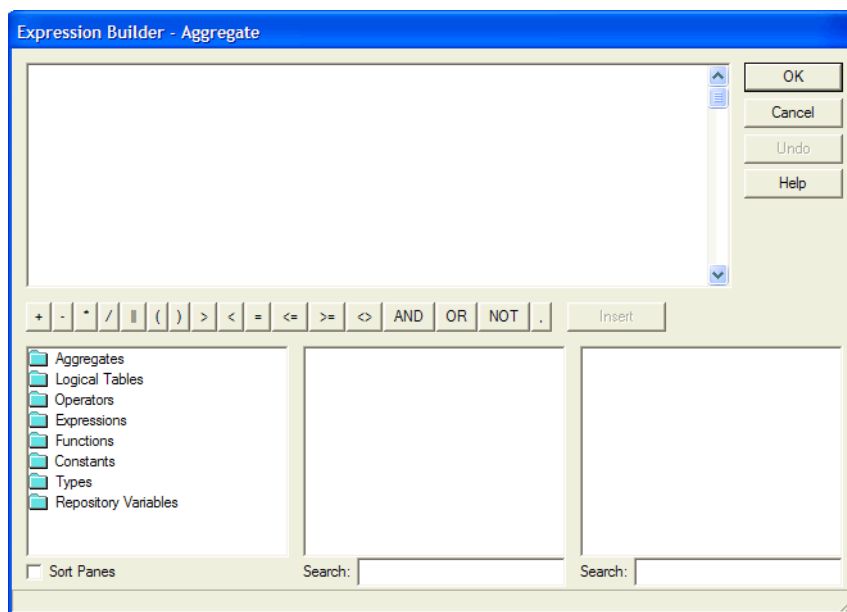 Expression Builder - Aggregate
OK
Cancel
Undo
Help
+ - * / || ( ) > < = <= >= <> AND OR NOT . Insert
Aggregates
Logical Tables
Operators
Expressions
Functions
Constants
Types
Repository Variables
Sort Panes Search: Search: